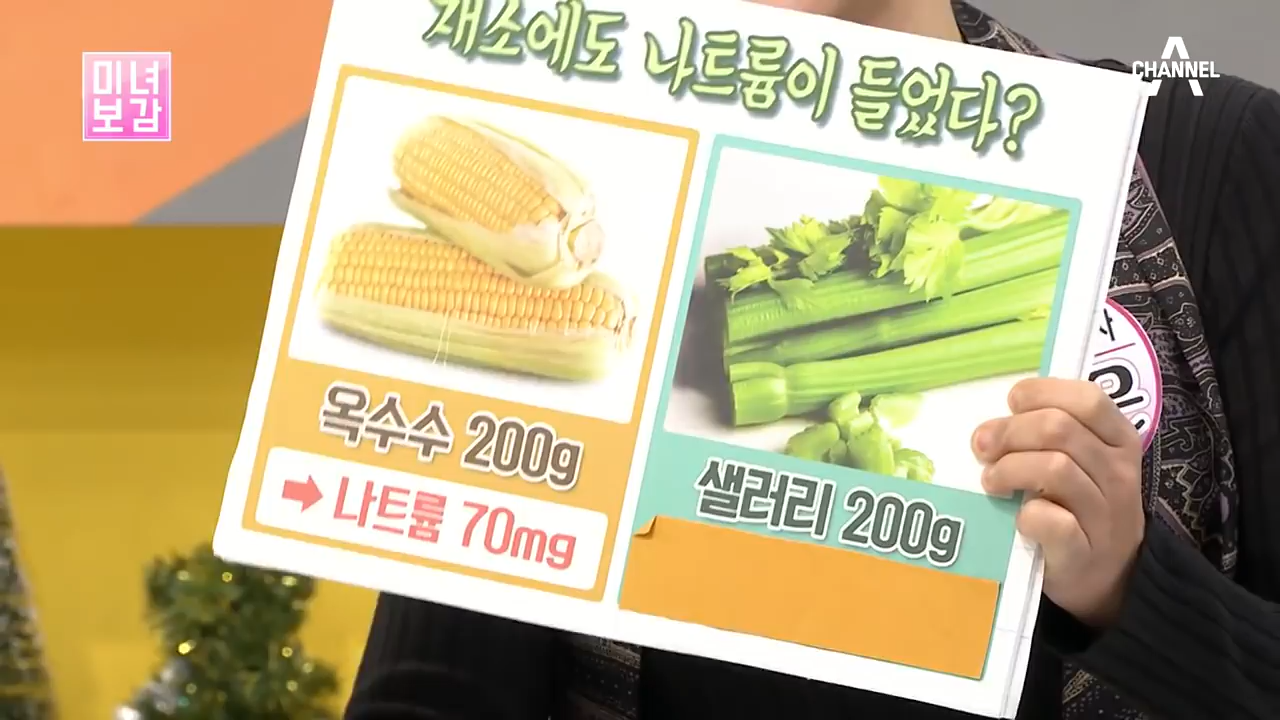 미녀
보감
CHANNEL A
채소에도 나트륨이 들었다?
옥수수 200g
나트륨 70mg
샐러리 200g
사